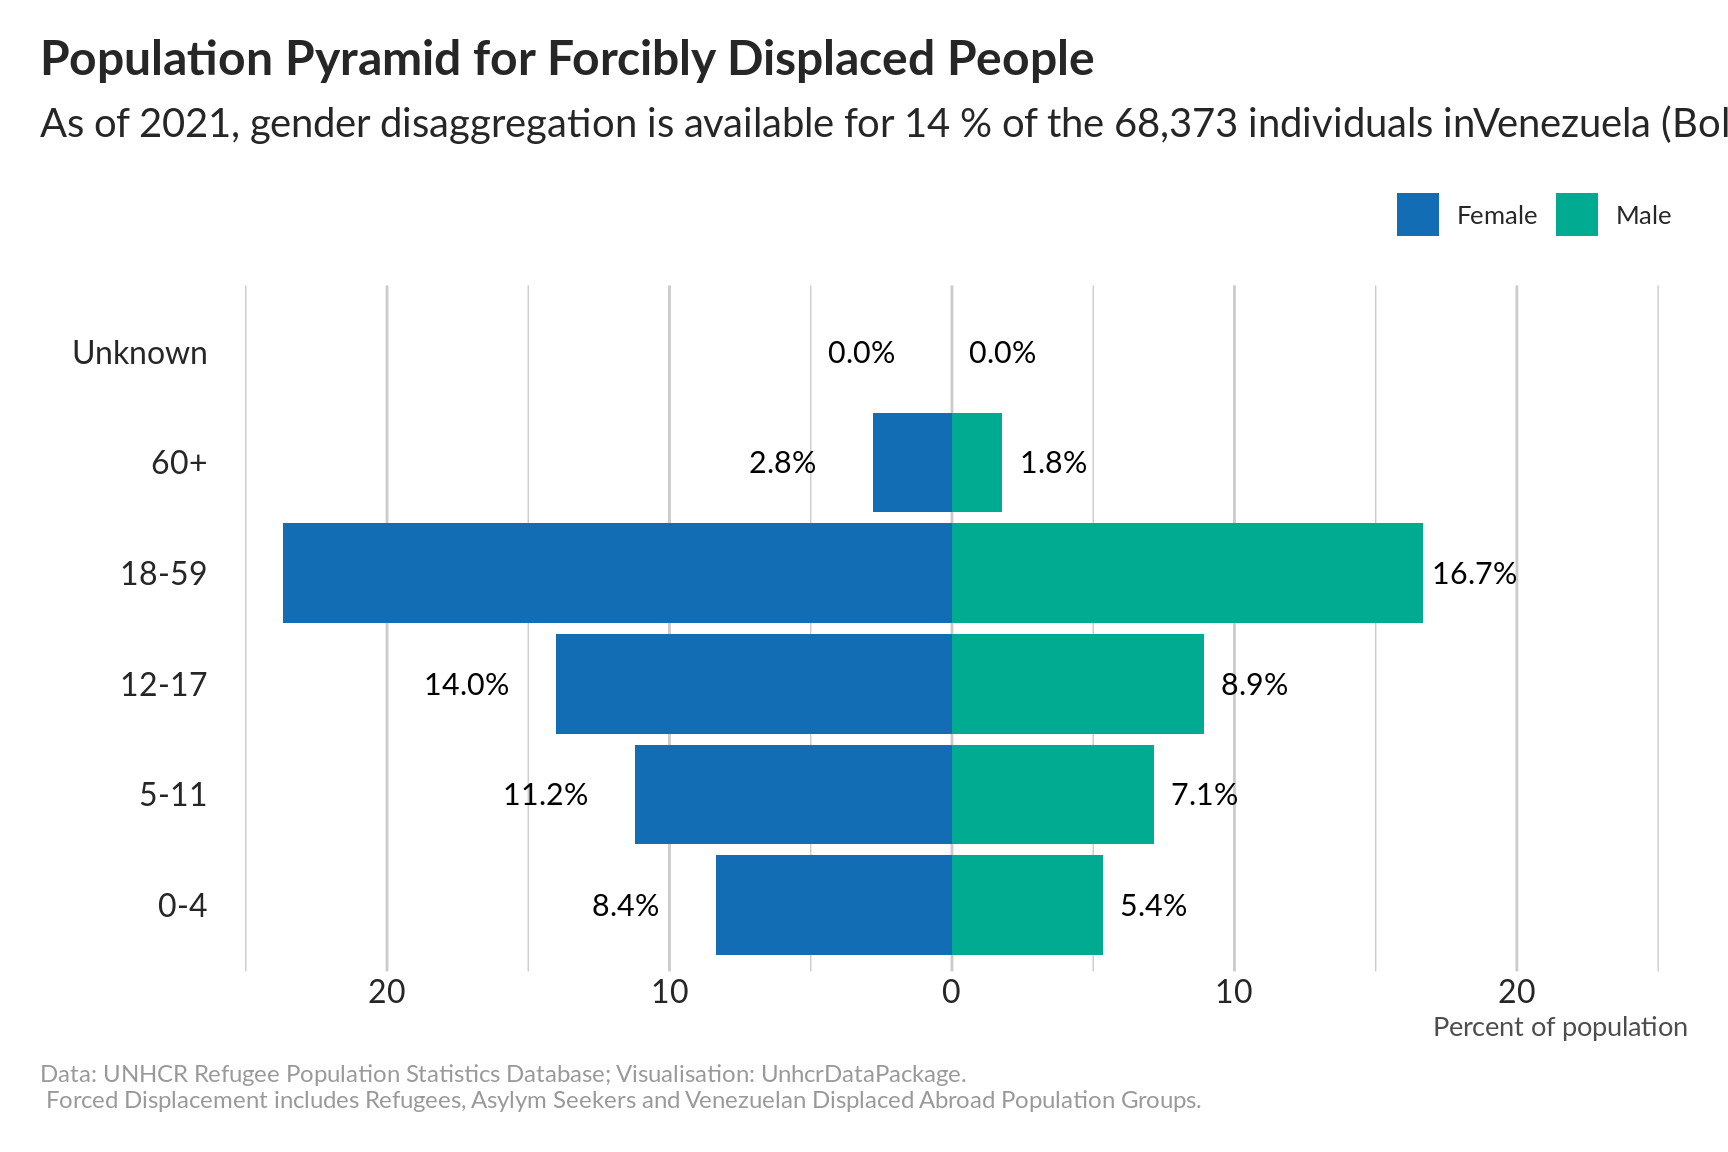 Population Pyramid for Forcibly Displaced People
As of 2021, gender disaggregation is available for 14 % of the 68,373 individuals inVenezuela (Bol
Female Male
Unknown 0.0% 0.0%
60+ 2.8% 1.8%
18-59 16.7%
12-17 14.0% 8.9%
5-11 11.2% 7.1%
0-4 8.4% 5.4%
20 10 0 10 20
Percent of population
Data: UNHCR Refugee Population Statistics Database; Visualisation: UnhcrDataPackage.
Forced Displacement includes Refugees, Asylym Seekers and Venezuelan Displaced Abroad Population Groups.